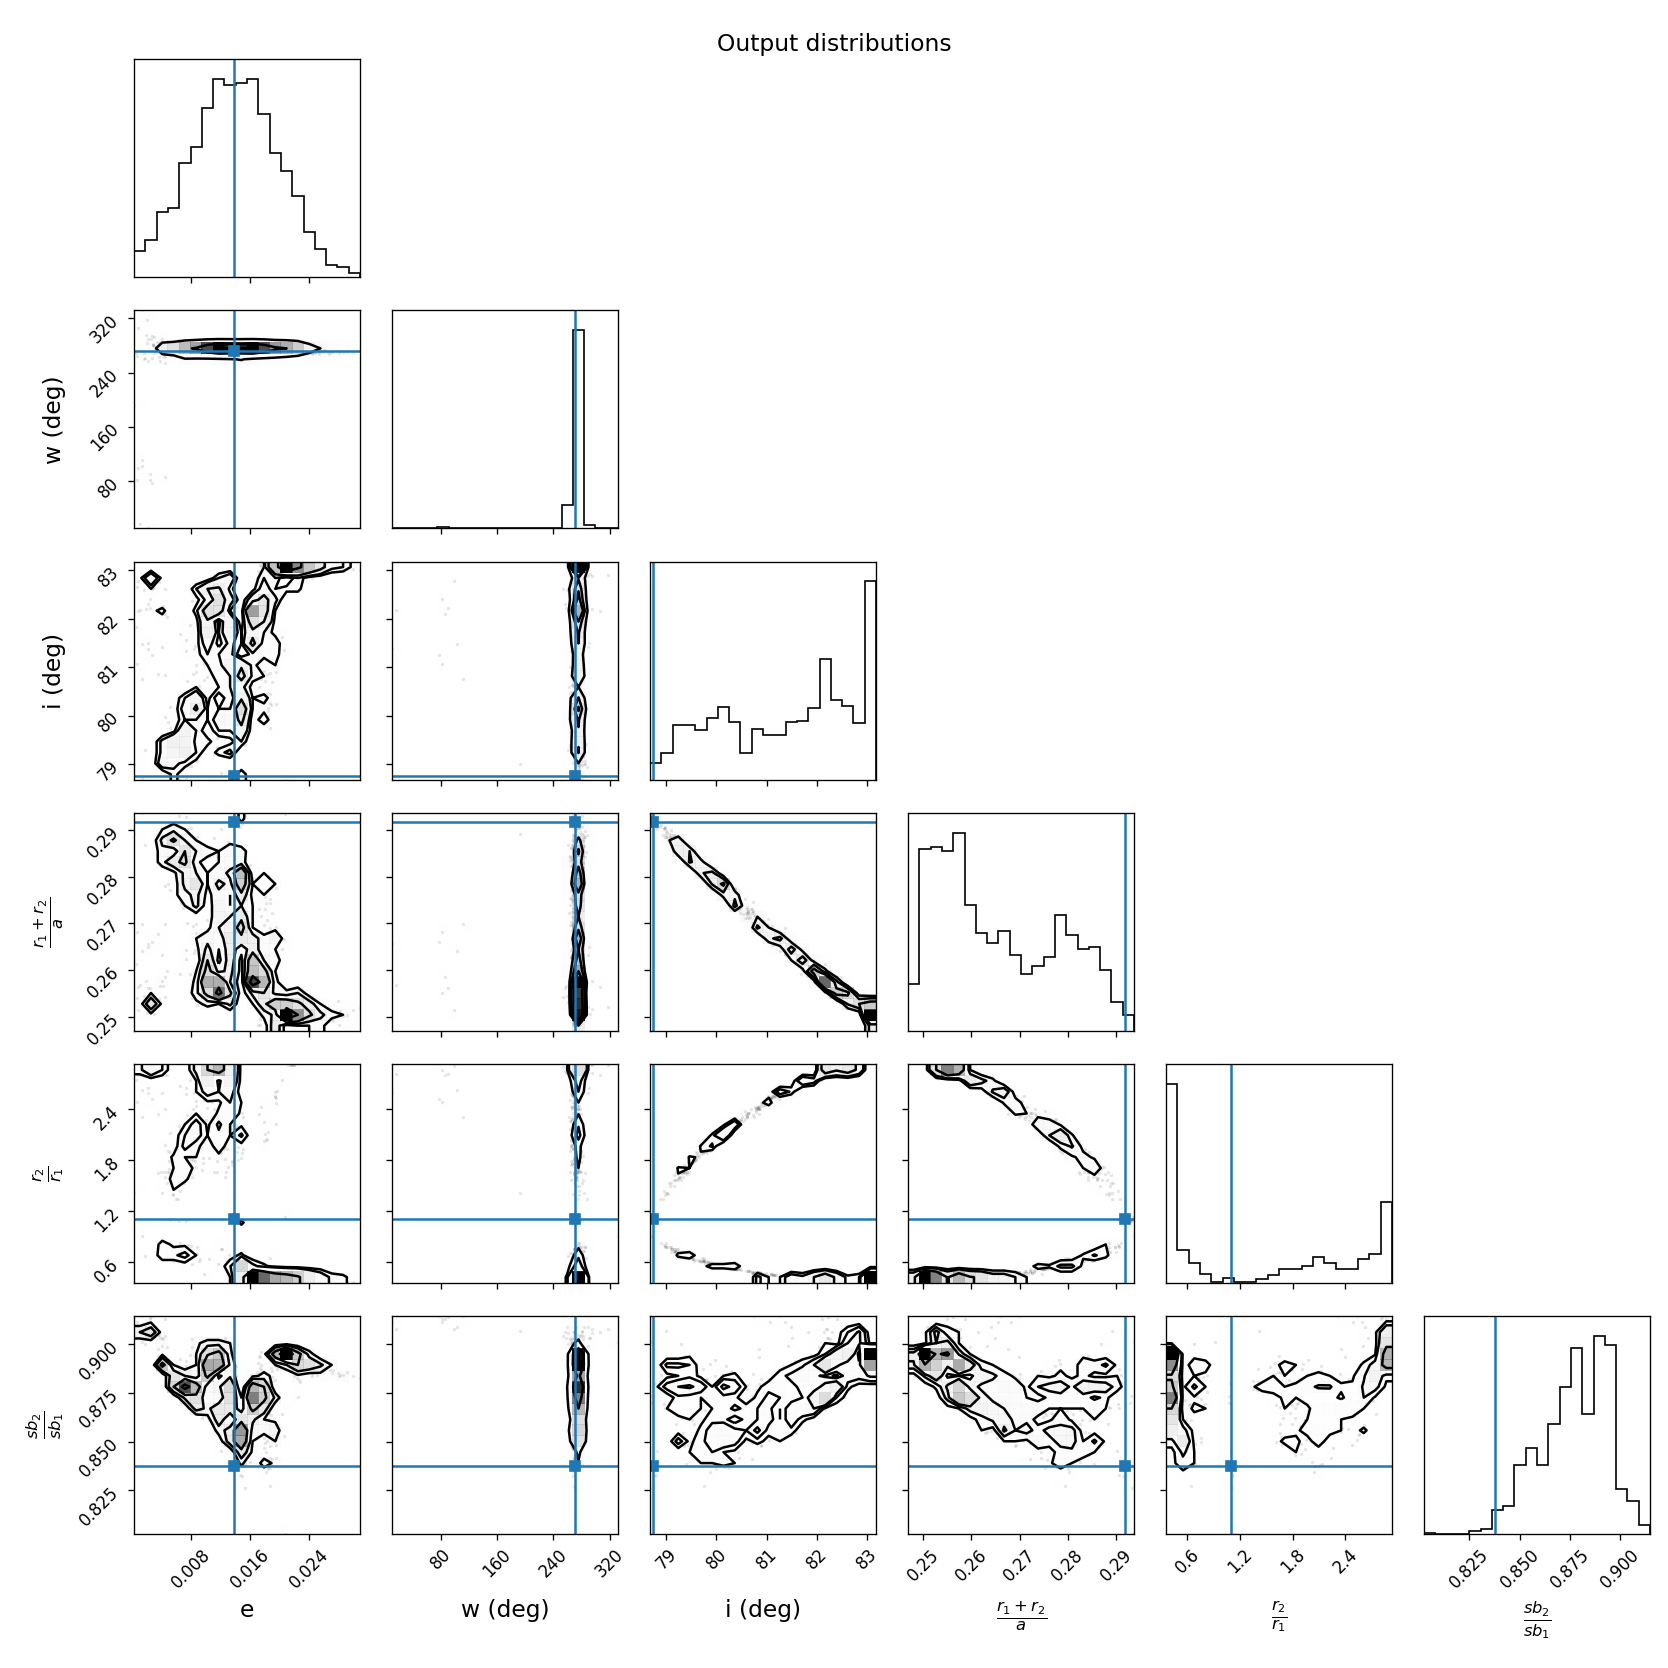 Output distributions
w (deg)
320
240
160
80
i (deg)
83
82
81
80
79
r₁ + r₂
a
0.29
0.28
0.27
0.26
0.25
r₂
r₁
2.4
1.8
1.2
0.6
sb₂
sb₁
0.900
0.875
0.850
0.825
0.008 0.016 0.024 80 160 240 320 79 80 81 82 83 0.25 0.26 0.27 0.28 0.29 0.6 1.2 1.8 2.4 0.825 0.850 0.875 0.900
e w (deg) i (deg)
r₁ + r₂
a
r₂
r₁
sb₂
sb₁